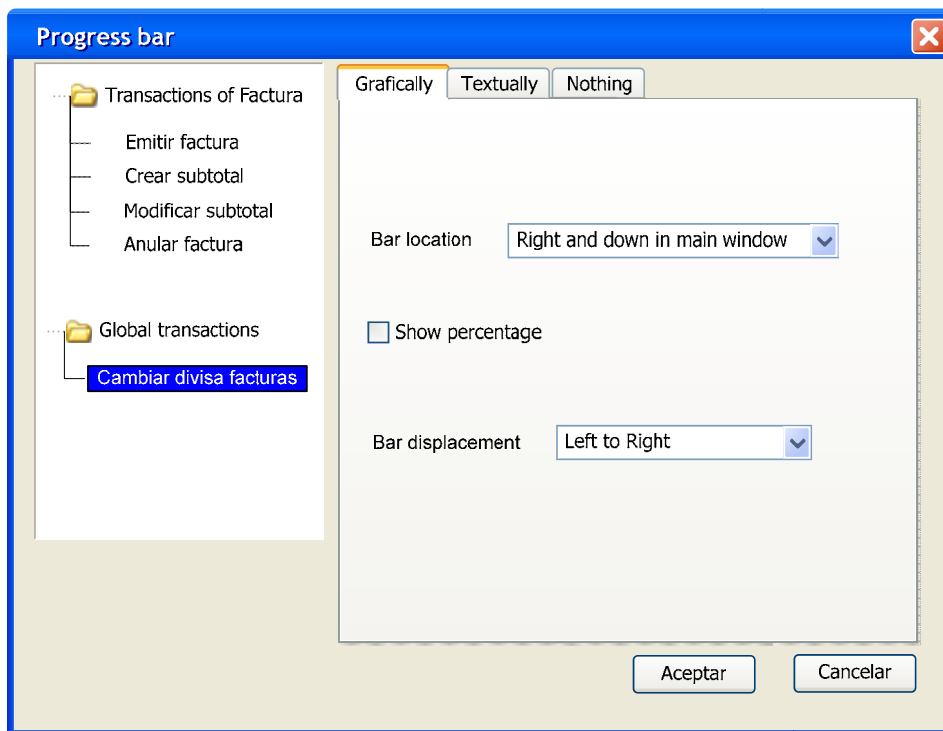 Progress bar
Transactions of Factura
Emitir factura
Crear subtotal
Modificar subtotal
Anular factura
Global transactions
Cambiar divisa facturas
Grafically Textually Nothing
Bar location Right and down in main window
Show percentage
Bar displacement Left to Right
Aceptar Cancelar